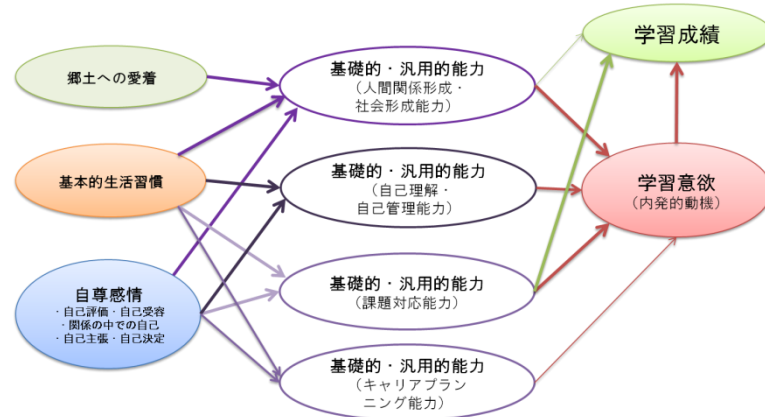 郷土への愛着
基本的生活習慣
自尊感情
・自己評価・自己受容
・関係の中での自己
・自己主張・自己決定
基礎的・汎用的能力
（人間関係形成・
社会形成能力）
基礎的・汎用的能力
（自己理解・
自己管理能力）
基礎的・汎用的能力
（課題対応能力）
基礎的・汎用的能力
（キャリアプラン
ニング能力）
学習成績
学習意欲
（内発的動機）